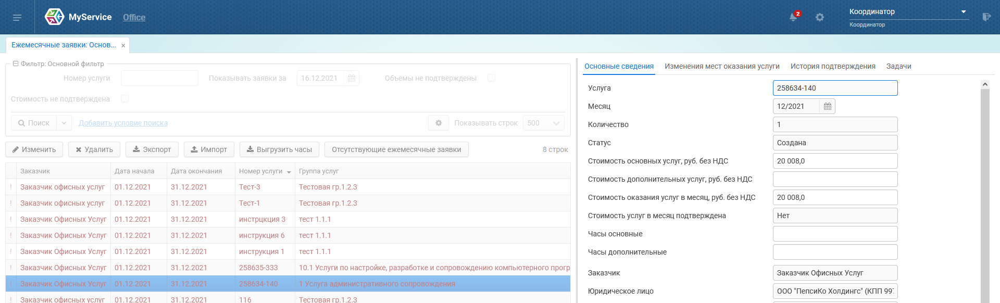 MyService Office
2
Координатор
Координатор
Ежемесячные заявки: Основ... ×
Фильтр: Основной фильтр
Номер услуги Показывать заявки за 16.12.2021 Объемы не подтверждены
Стоимость не подтверждена
Поиск Добавить условие поиска Показывать строк 500
Изменить Удалить Экспорт Импорт Выгрузить часы Отсутствующие ежемесячные заявки 8 строк
Заказчик Дата начала Дата окончания Номер услуги Группа услуг
! Заказчик офисных услуг 01.12.2021 31.12.2021 Тест-3 Тестовая гр.1.2.3
! Заказчик офисных услуг 01.12.2021 31.12.2021 Тест-1 Тестовая гр.1.2.3
! Заказчик Офисных Услуг 01.12.2021 31.12.2021 инстрцкция 3 тест 1.1.1
! Заказчик Офисных Услуг 01.12.2021 31.12.2021 инструкция 6 тест 1.1.1
! Заказчик Офисных Услуг 01.12.2021 31.12.2021 инструкция 1 тест 1.1.1
! Заказчик Офисных Услуг 01.12.2021 31.12.2021 258635-333 10.1 Услуги по настройке, разработке и сопровождению компьютерного прогр
! Заказчик Офисных Услуг 01.12.2021 31.12.2021 258634-140 1 Услуга административного сопровождения
! Заказчик офисных услуг 01.12.2021 31.12.2021 116 Тестовая гр.1.2.3
Основные сведения Изменения мест оказания услуги История подтверждения Задачи
Услуга 258634-140
Месяц 12/2021
Количество 1
Статус Создана
Стоимость основных услуг, руб. без НДС 20 008,0
Стоимость дополнительных услуг, руб. без НДС
Стоимость оказания услуг в месяц, руб. без НДС 20 008,0
Стоимость услуг в месяц подтверждена Нет
Часы основные
Часы дополнительные
Заказчик Заказчик Офисных Услуг
Юридическое лицо ООО "ПепсиКо Холдингс" (КПП 99